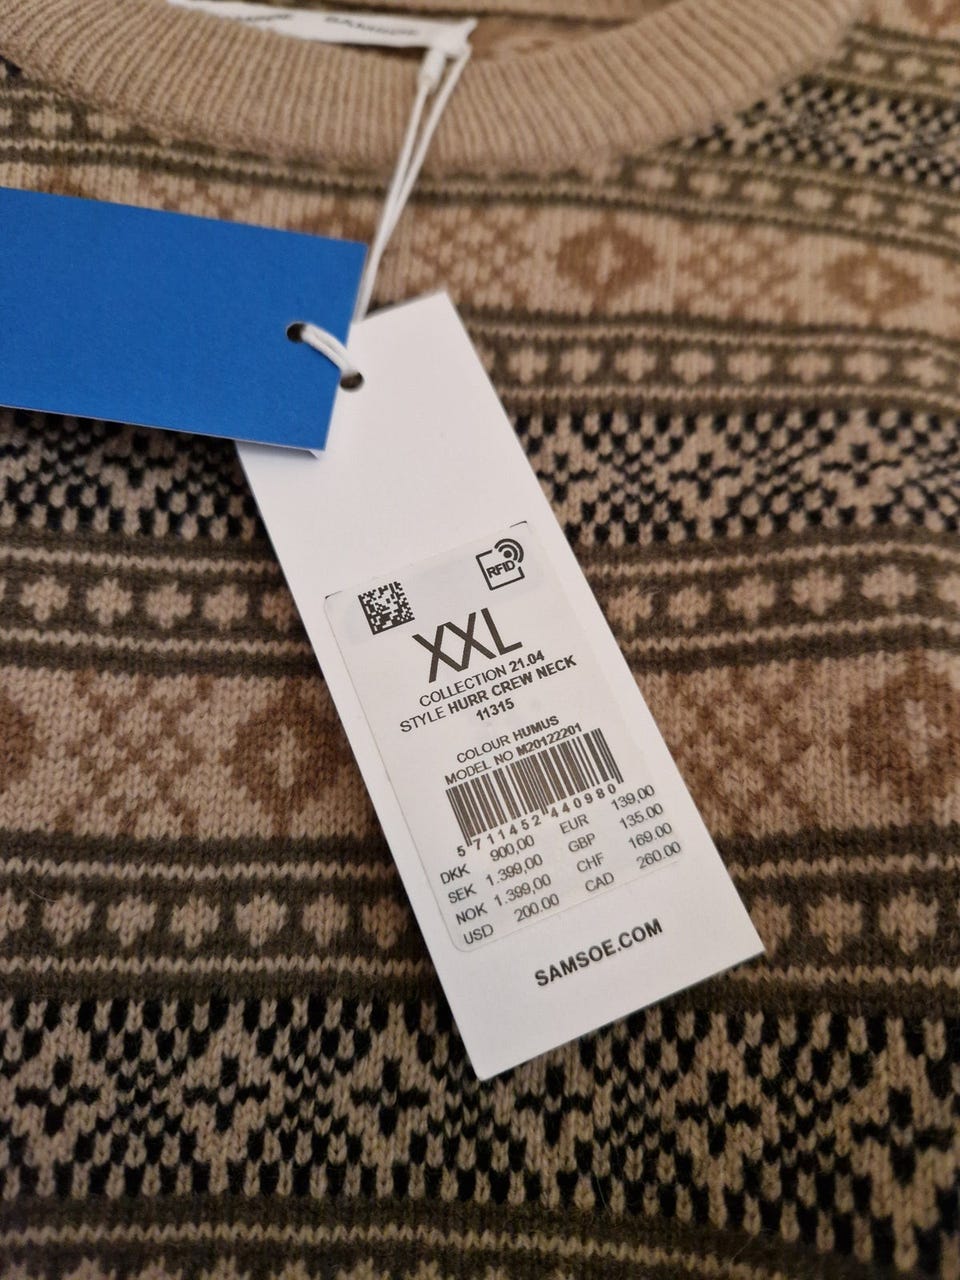 SAMSOE
RFID
XXL
COLLECTION 21.04
STYLE HURR CREW NECK
11315
COLOUR HUMUS
MODEL NO M20122201
5 711452 440980
DKK 900,00 EUR 139,00
SEK 1.399,00 GBP 135.00
NOK 1.399,00 CHF 169.00
USD 200.00 CAD 260.00
SAMSOE.COM